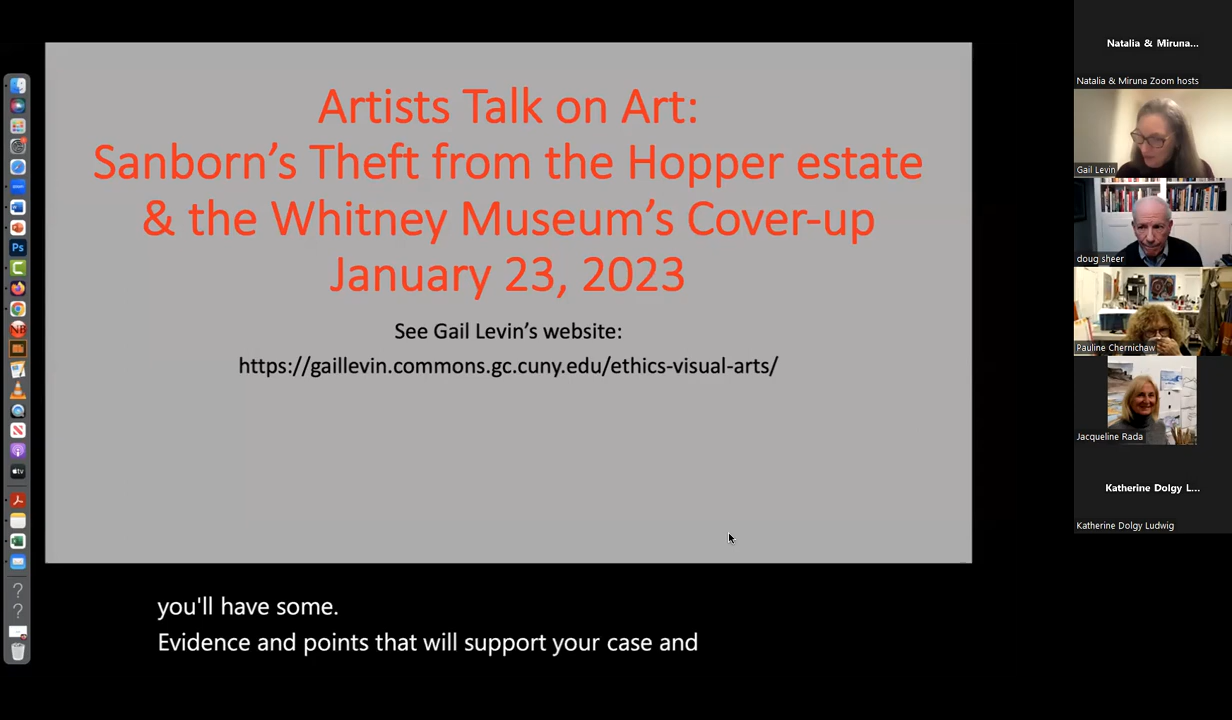 Artists Talk on Art:
Sanborn's Theft from the Hopper estate
& the Whitney Museum's Cover-up
January 23, 2023
See Gail Levin's website:
https://gaillevin.commons.gc.cuny.edu/ethics-visual-arts/
you'll have some.
Evidence and points that will support your case and
Natalia & Miruna...
Natalia & Miruna Zoom hosts
Gail Levin
doug sheer
Pauline Chernichaw
Jacqueline Rada
Katherine Dolgy L...
Katherine Dolgy Ludwig
Ps
tv